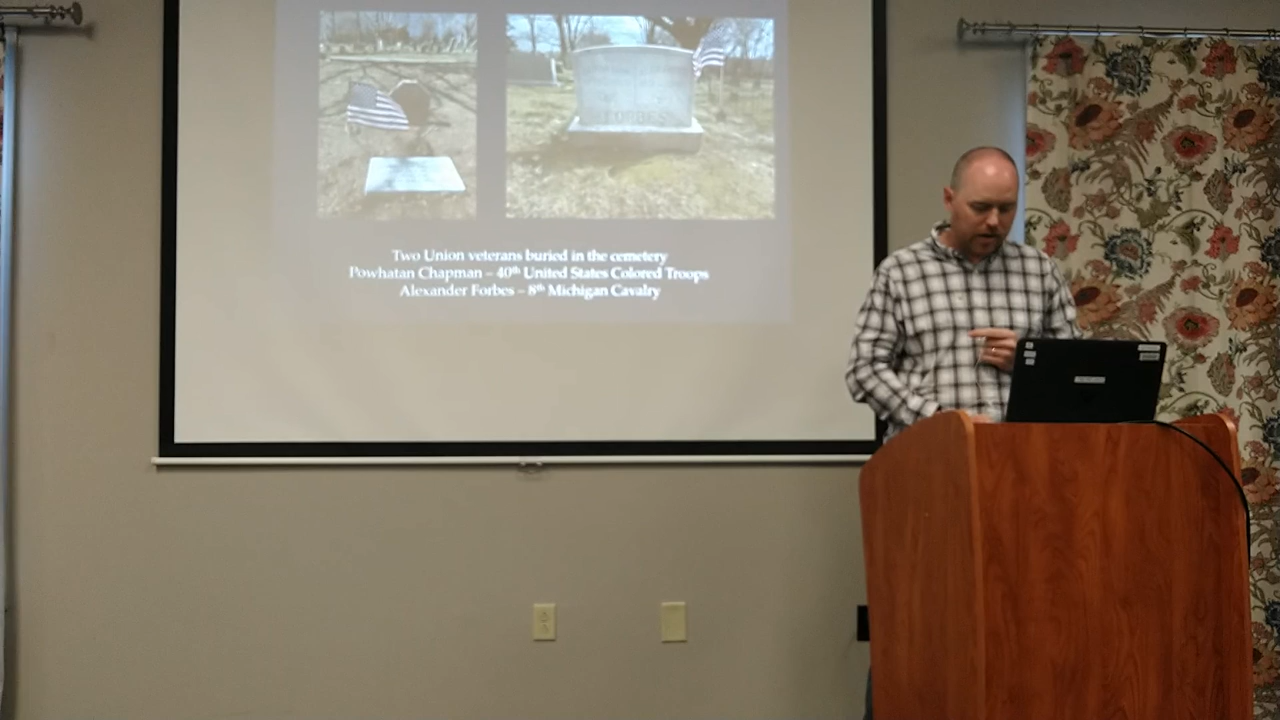 FORBES
Two Union veterans buried in the cemetery
Powhatan Chapman – 40th United States Colored Troops
Alexander Forbes – 8th Michigan Cavalry